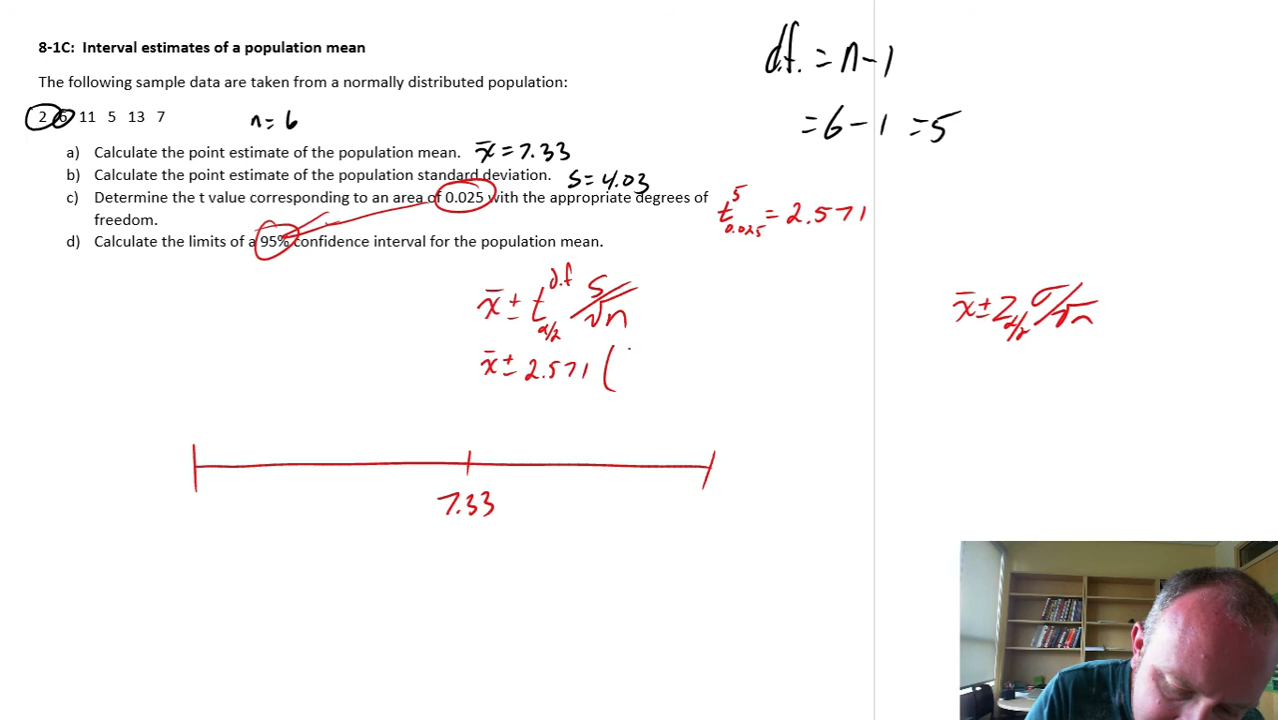 8-1C: Interval estimates of a population mean
d.f. = n-1
The following sample data are taken from a normally distributed population:
2 6 11 5 13 7 n = 6
= 6 - 1 = 5
a) Calculate the point estimate of the population mean. x̄ = 7.33
b) Calculate the point estimate of the population standard deviation. s = 4.03
c) Determine the t value corresponding to an area of 0.025 with the appropriate degrees of
freedom.
t⁵₀.₀₂₅ = 2.571
d) Calculate the limits of a 95% confidence interval for the population mean.
x̄ ± t d.f α/2 s/√n
x̄ ± Z α/2 σ/√n
x̄ ± 2.571 (
7.33